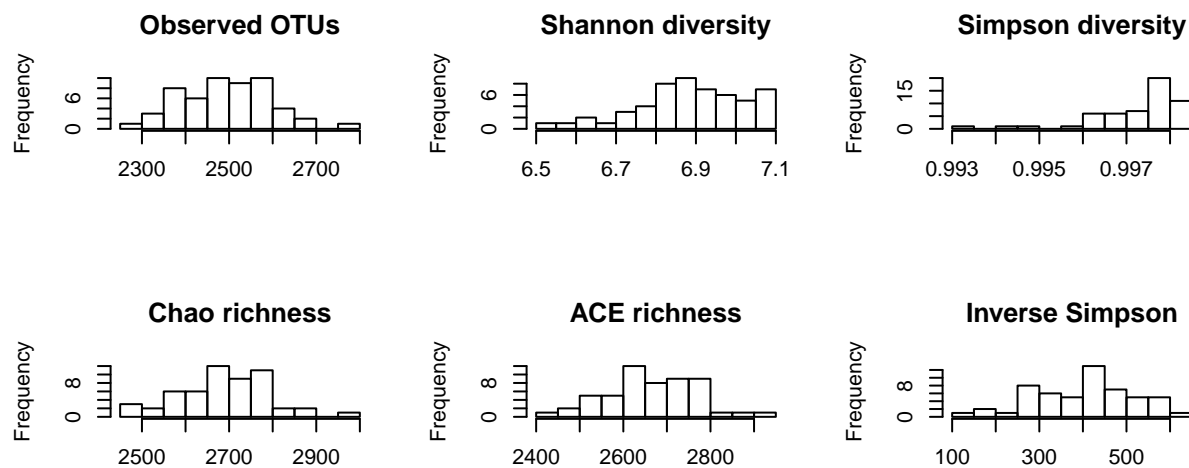 Observed OTUs
Frequency
0 6
2300 2500 2700
Shannon diversity
Frequency
0 6
6.5 6.7 6.9 7.1
Simpson diversity
Frequency
0 15
0.993 0.995 0.997
Chao richness
Frequency
0 8
2500 2700 2900
ACE richness
Frequency
0 8
2400 2600 2800
Inverse Simpson
Frequency
0 8
100 300 500